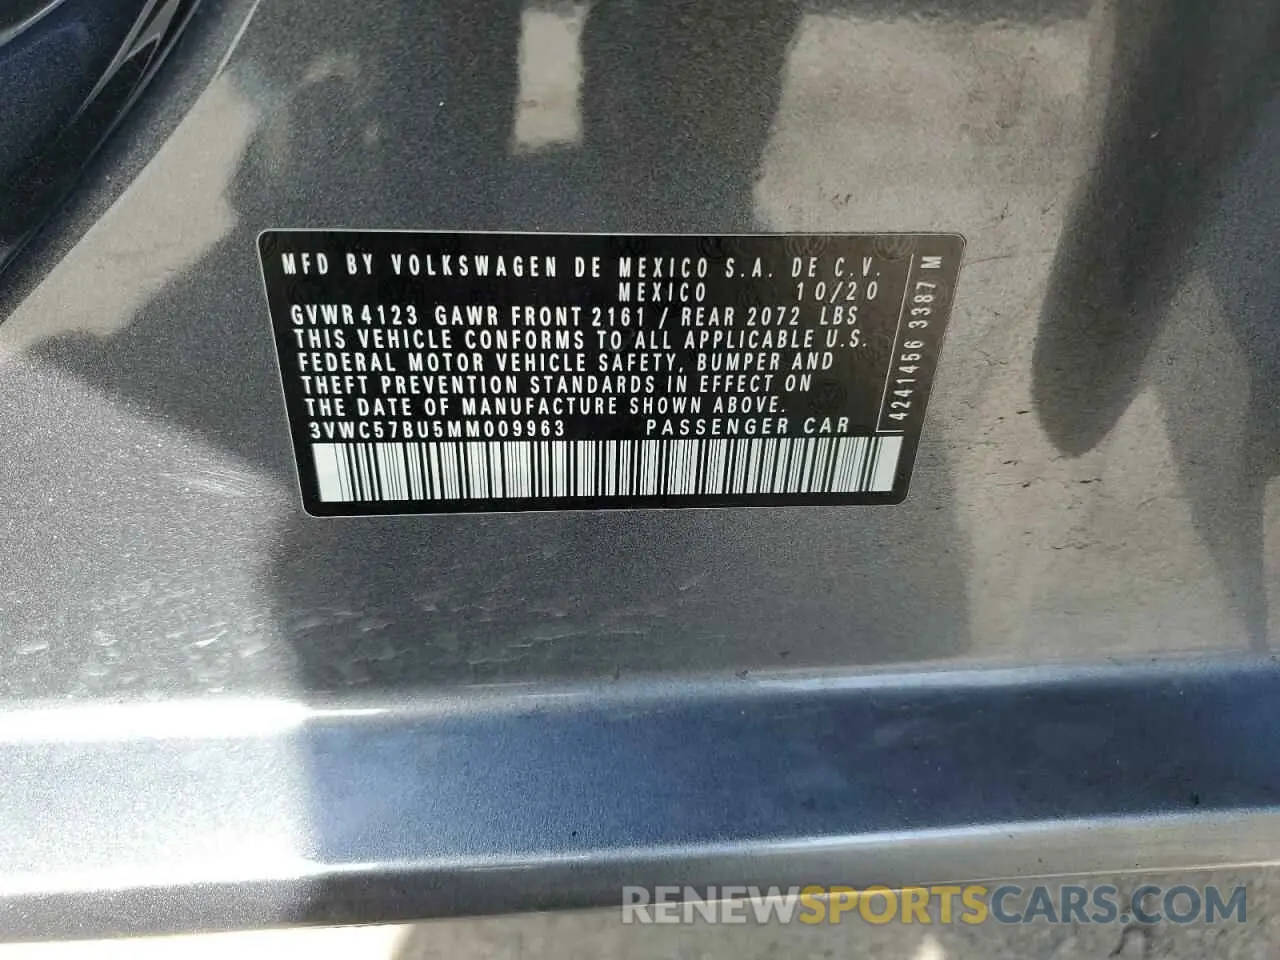 MFD BY VOLKSWAGEN DE MEXICO S.A. DE C.V.
MEXICO 10/20
GVWR 4123 GAWR FRONT 2161 / REAR 2072 LBS
THIS VEHICLE CONFORMS TO ALL APPLICABLE U.S.
FEDERAL MOTOR VEHICLE SAFETY, BUMPER AND
THEFT PREVENTION STANDARDS IN EFFECT ON
THE DATE OF MANUFACTURE SHOWN ABOVE.
3VWC57BU5MM009963 PASSENGER CAR
4241456 3387 M
RENEWSPORTSCARS.COM